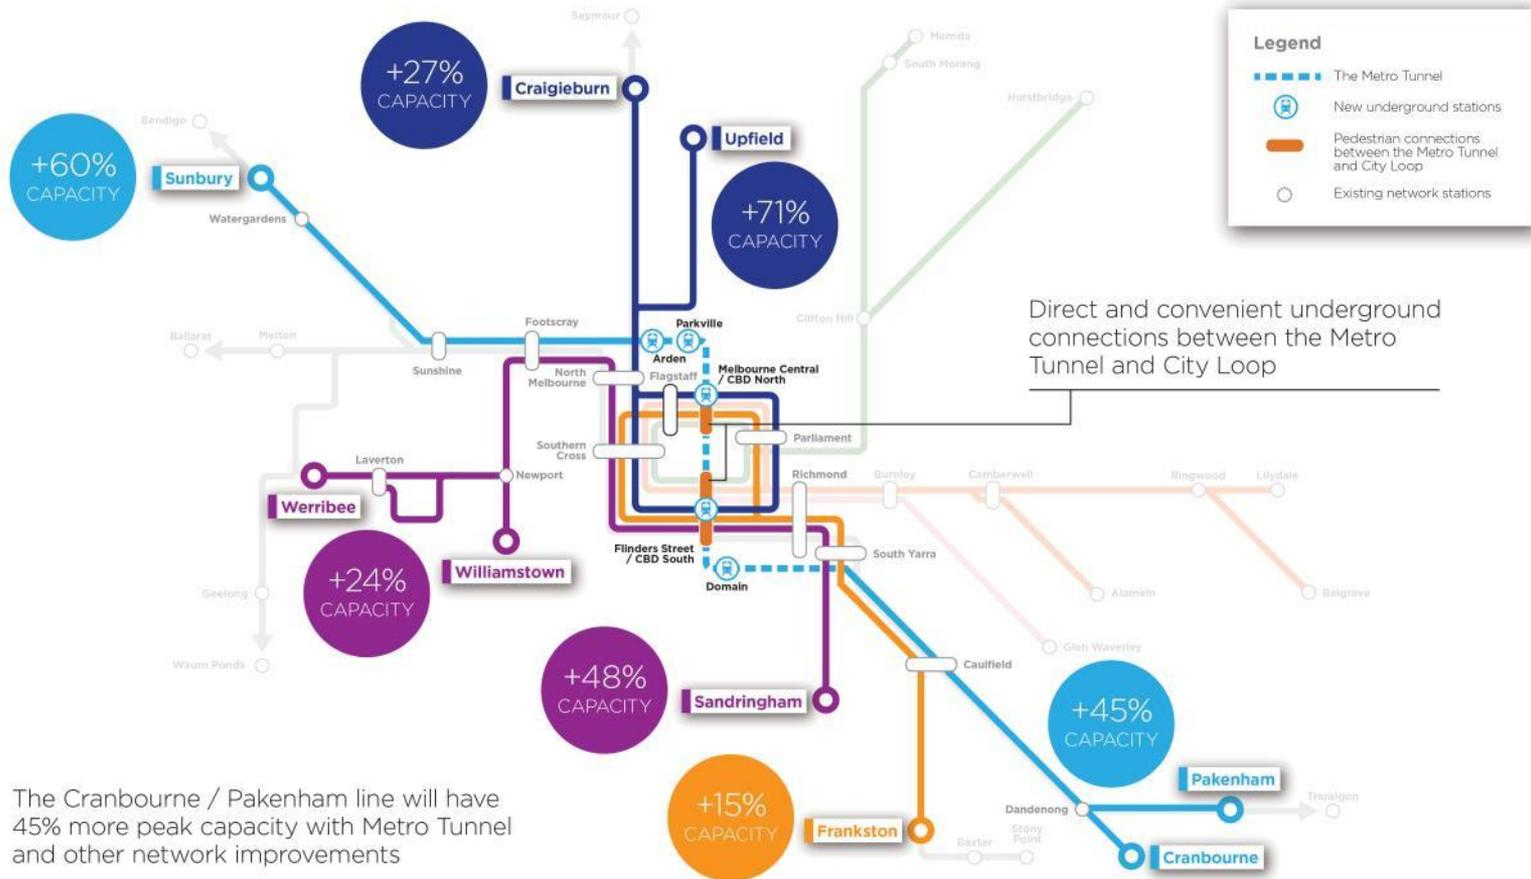 Seymour
Mernda
South Morang
Hurstbridge
Legend
The Metro Tunnel
New underground stations
Pedestrian connections
between the Metro Tunnel
and City Loop
Existing network stations
+27%
CAPACITY
Craigieburn
Upfield
+71%
CAPACITY
Bendigo
+60%
CAPACITY
Sunbury
Watergardens
Direct and convenient underground
connections between the Metro
Tunnel and City Loop
Clifton Hill
Ballarat
Melton
Sunshine
Footscray
Arden
Parkville
North
Melbourne
Flagstaff
Melbourne Central
/ CBD North
Southern
Cross
Parliament
Laverton
Newport
Werribee
+24%
CAPACITY
Williamstown
Richmond
Burnley
Camberwell
Ringwood
Lilydale
Flinders Street
/ CBD South
South Yarra
Domain
Geelong
Alamein
Belgrave
Waurn Ponds
Glen Waverley
+48%
CAPACITY
Sandringham
Caulfield
+45%
CAPACITY
Pakenham
Traralgon
Dandenong
Cranbourne
+15%
CAPACITY
Frankston
Baxter
Stony
Point
The Cranbourne / Pakenham line will have
45% more peak capacity with Metro Tunnel
and other network improvements